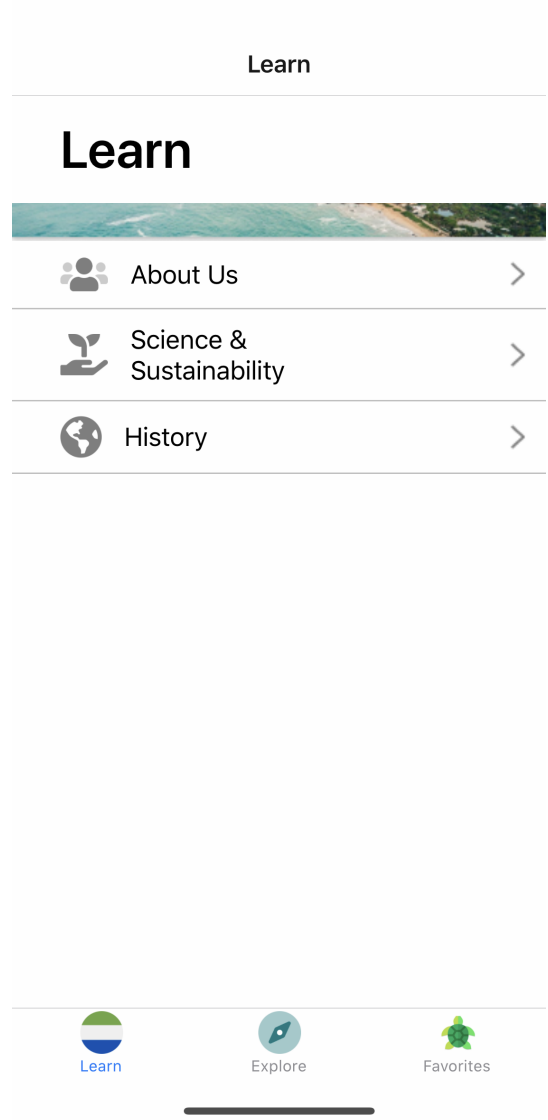 Learn
Learn
About Us
Science &
Sustainability
History
Learn
Explore
Favorites